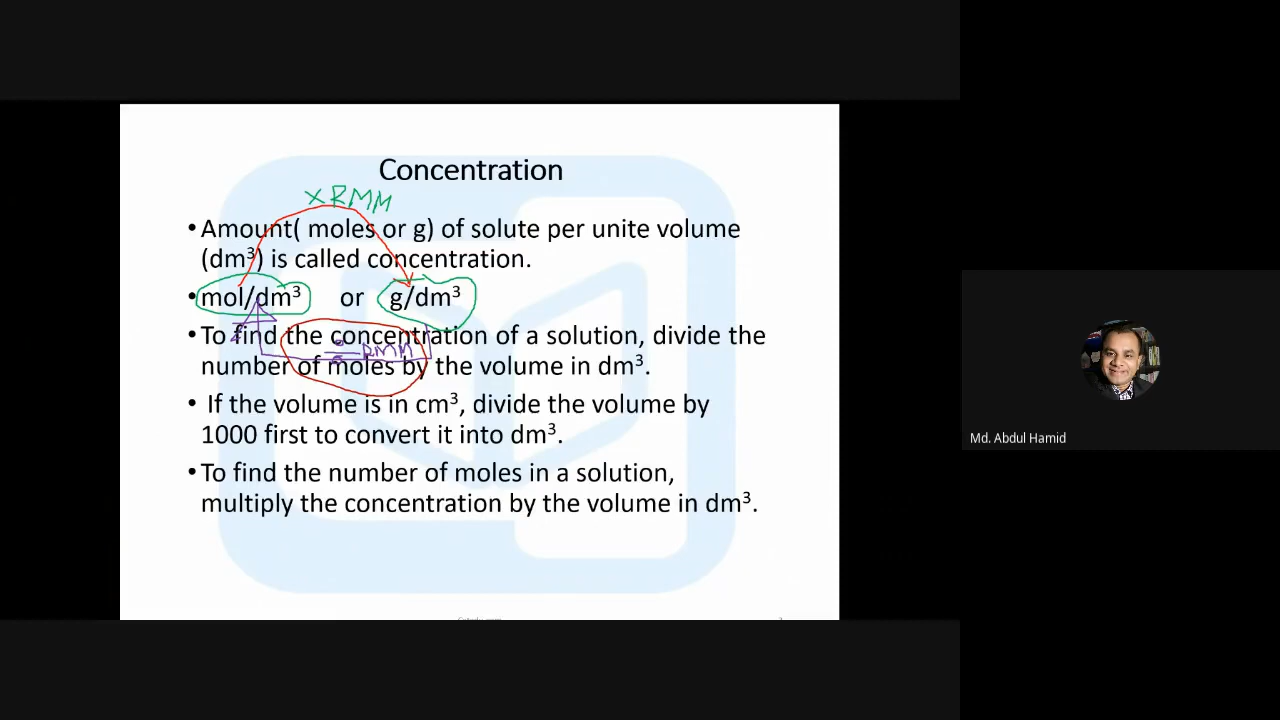 Concentration
× RMM
• Amount( moles or g) of solute per unite volume
(dm³) is called concentration.
• mol/dm³ or g/dm³
• To find the concentration of a solution, divide the
÷ RMM
number of moles by the volume in dm³.
• If the volume is in cm³, divide the volume by
1000 first to convert it into dm³.
• To find the number of moles in a solution,
multiply the concentration by the volume in dm³.
Md. Abdul Hamid